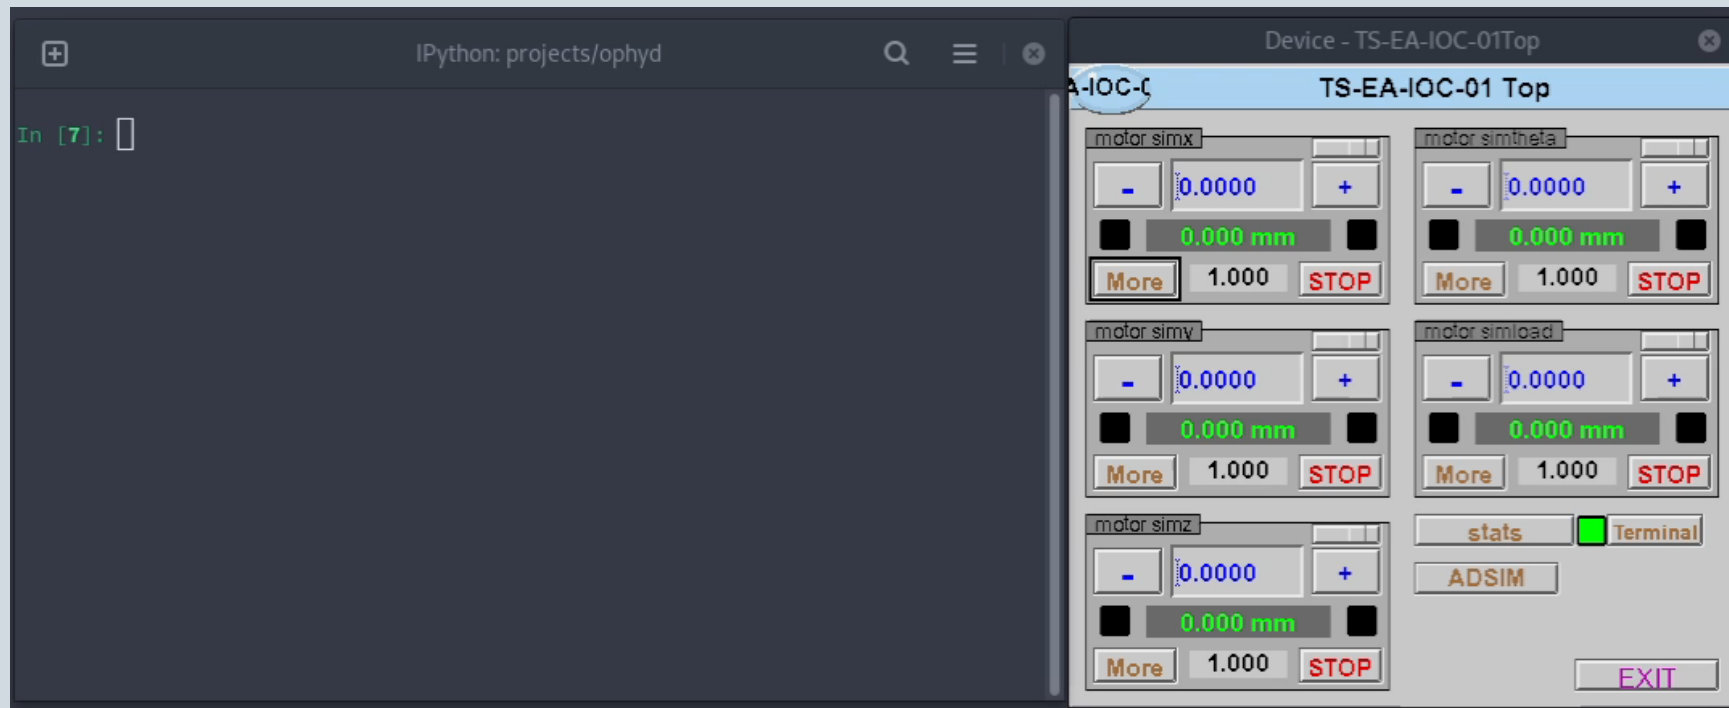 IPython: projects/ophyd
In [7]:
Device - TS-EA-IOC-01Top
TS-EA-IOC-01 Top
motor simx
- 0.0000 +
0.000 mm
More 1.000 STOP
motor simtheta
- 0.0000 +
0.000 mm
More 1.000 STOP
motor simy
- 0.0000 +
0.000 mm
More 1.000 STOP
motor simload
- 0.0000 +
0.000 mm
More 1.000 STOP
motor simz
- 0.0000 +
0.000 mm
More 1.000 STOP
stats Terminal
ADSIM
EXIT